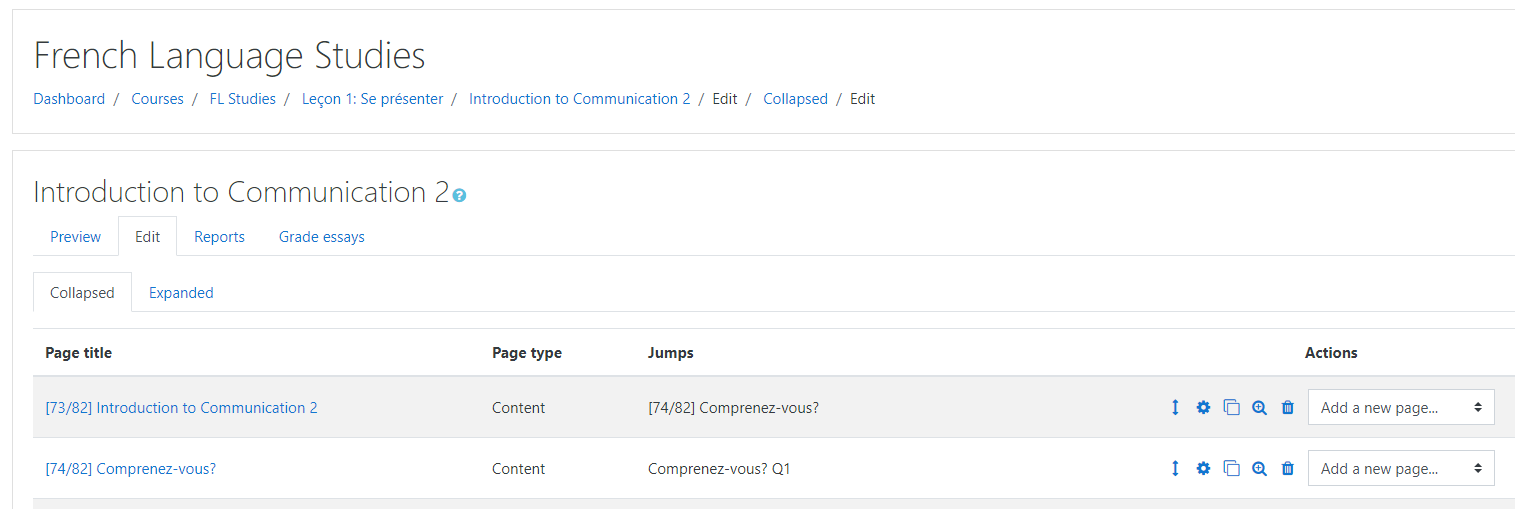 French Language Studies
Dashboard / Courses / FL Studies / Leçon 1: Se présenter / Introduction to Communication 2 / Edit / Collapsed / Edit
Introduction to Communication 2
Preview Edit Reports Grade essays
Collapsed Expanded
Page title Page type Jumps Actions
[73/82] Introduction to Communication 2 Content [74/82] Comprenez-vous? Add a new page...
[74/82] Comprenez-vous? Content Comprenez-vous? Q1 Add a new page...